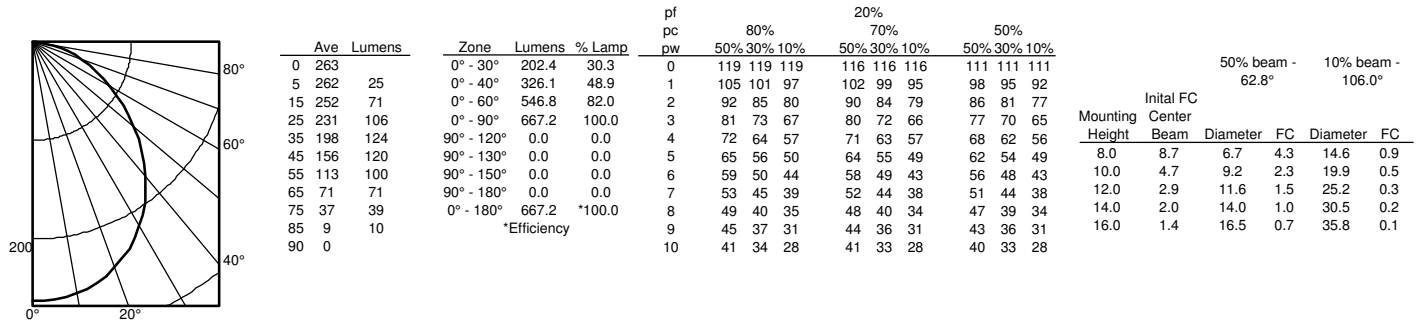 80°
60°
40°
200
0° 20°
Ave Lumens
0 263
5 262 25
15 252 71
25 231 106
35 198 124
45 156 120
55 113 100
65 71 71
75 37 39
85 9 10
90 0
Zone Lumens % Lamp
0° - 30° 202.4 30.3
0° - 40° 326.1 48.9
0° - 60° 546.8 82.0
0° - 90° 667.2 100.0
90° - 120° 0.0 0.0
90° - 130° 0.0 0.0
90° - 150° 0.0 0.0
90° - 180° 0.0 0.0
0° - 180° 667.2 *100.0
*Efficiency
pf 20%
pc 80% 70% 50%
pw 50% 30% 10% 50% 30% 10% 50% 30% 10%
0 119 119 119 116 116 116 111 111 111
1 105 101 97 102 99 95 98 95 92
2 92 85 80 90 84 79 86 81 77
3 81 73 67 80 72 66 77 70 65
4 72 64 57 71 63 57 68 62 56
5 65 56 50 64 55 49 62 54 49
6 59 50 44 58 49 43 56 48 43
7 53 45 39 52 44 38 51 44 38
8 49 40 35 48 40 34 47 39 34
9 45 37 31 44 36 31 43 36 31
10 41 34 28 41 33 28 40 33 28
50% beam - 10% beam -
62.8° 106.0°
Inital FC
Mounting Center
Height Beam Diameter FC Diameter FC
8.0 8.7 6.7 4.3 14.6 0.9
10.0 4.7 9.2 2.3 19.9 0.5
12.0 2.9 11.6 1.5 25.2 0.3
14.0 2.0 14.0 1.0 30.5 0.2
16.0 1.4 16.5 0.7 35.8 0.1